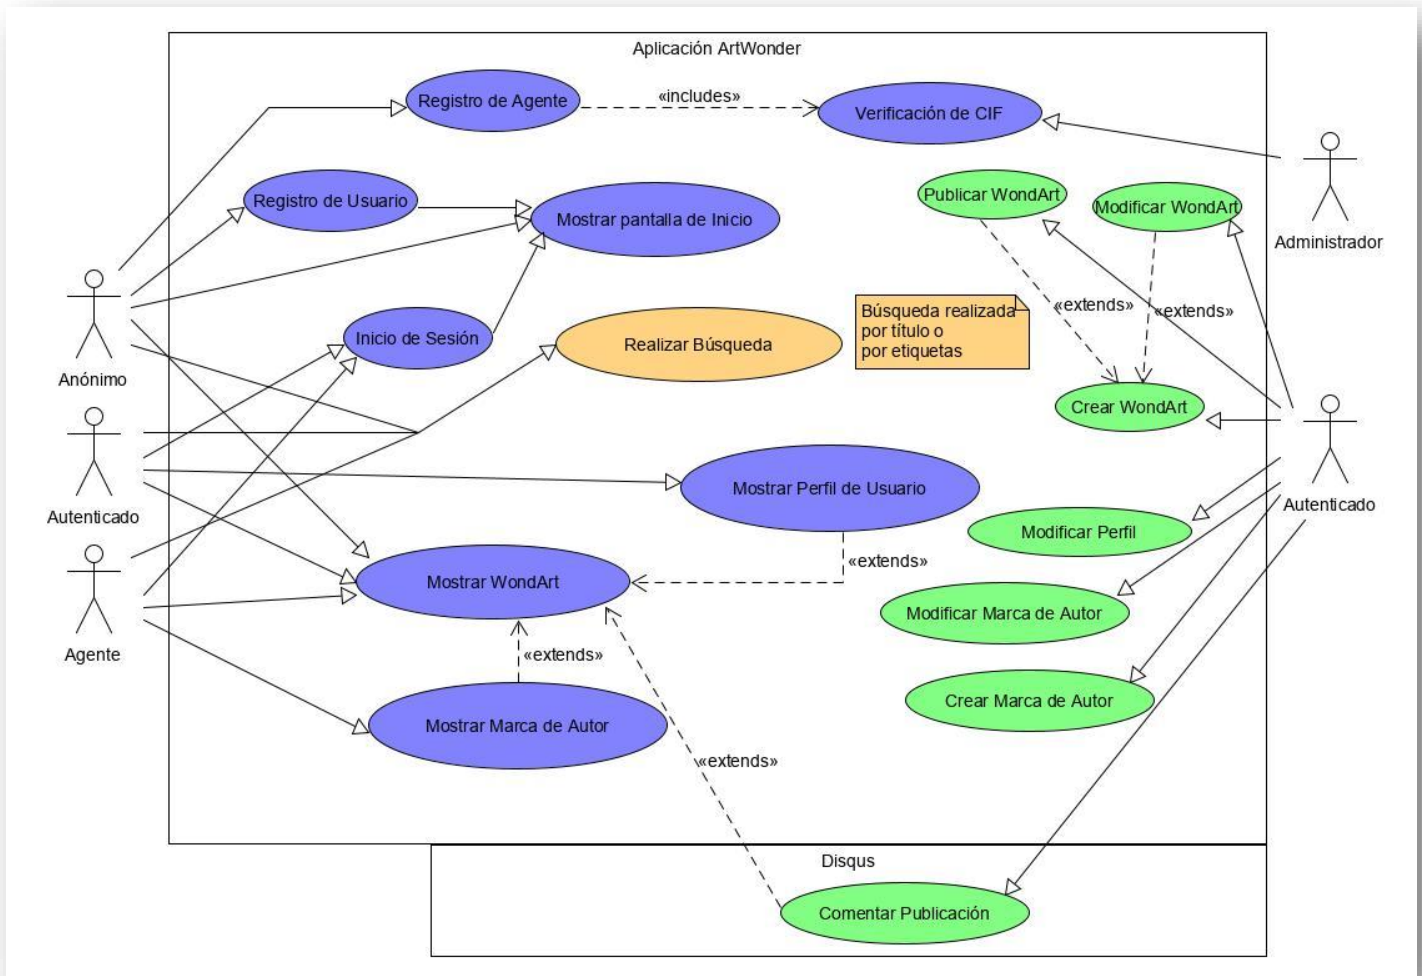 Aplicación ArtWonder
Registro de Agente
«includes»
Verificación de CIF
Registro de Usuario
Mostrar pantalla de Inicio
Publicar WondArt
Modificar WondArt
Administrador
Anónimo
Inicio de Sesión
Realizar Búsqueda
Búsqueda realizada
por título o
por etiquetas
«extends»
«extends»
Crear WondArt
Autenticado
Mostrar Perfil de Usuario
Autenticado
Modificar Perfil
«extends»
Mostrar WondArt
Modificar Marca de Autor
Agente
«extends»
Crear Marca de Autor
Mostrar Marca de Autor
«extends»
Disqus
Comentar Publicación